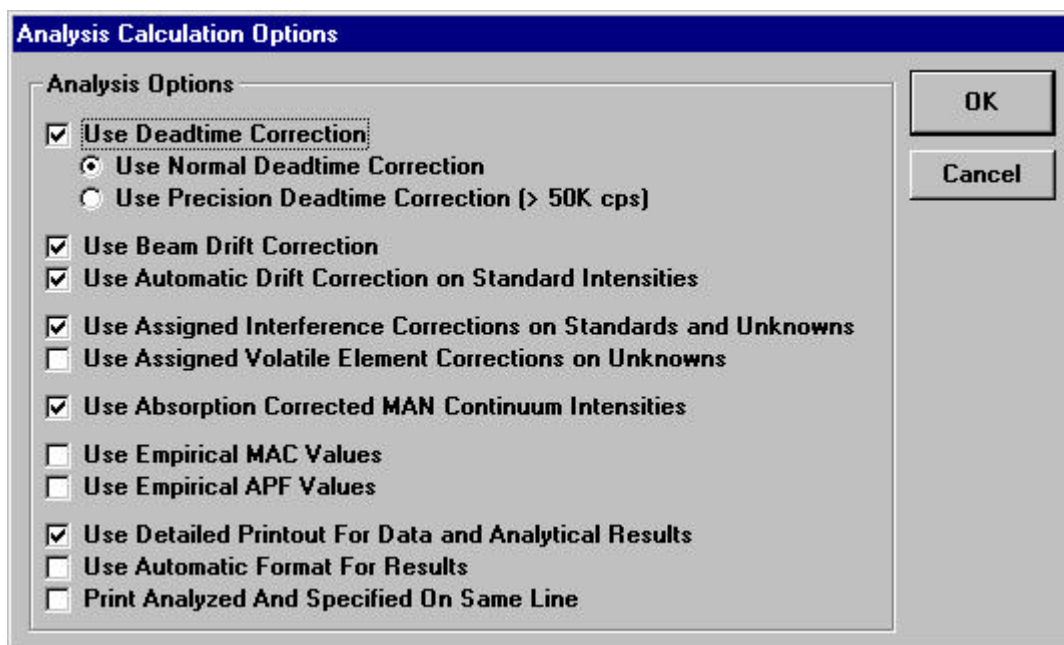 Analysis Calculation Options
Analysis Options
Use Deadtime Correction
Use Normal Deadtime Correction
Use Precision Deadtime Correction (> 50K cps)
Use Beam Drift Correction
Use Automatic Drift Correction on Standard Intensities
Use Assigned Interference Corrections on Standards and Unknowns
Use Assigned Volatile Element Corrections on Unknowns
Use Absorption Corrected MAN Continuum Intensities
Use Empirical MAC Values
Use Empirical APF Values
Use Detailed Printout For Data and Analytical Results
Use Automatic Format For Results
Print Analyzed And Specified On Same Line
OK
Cancel